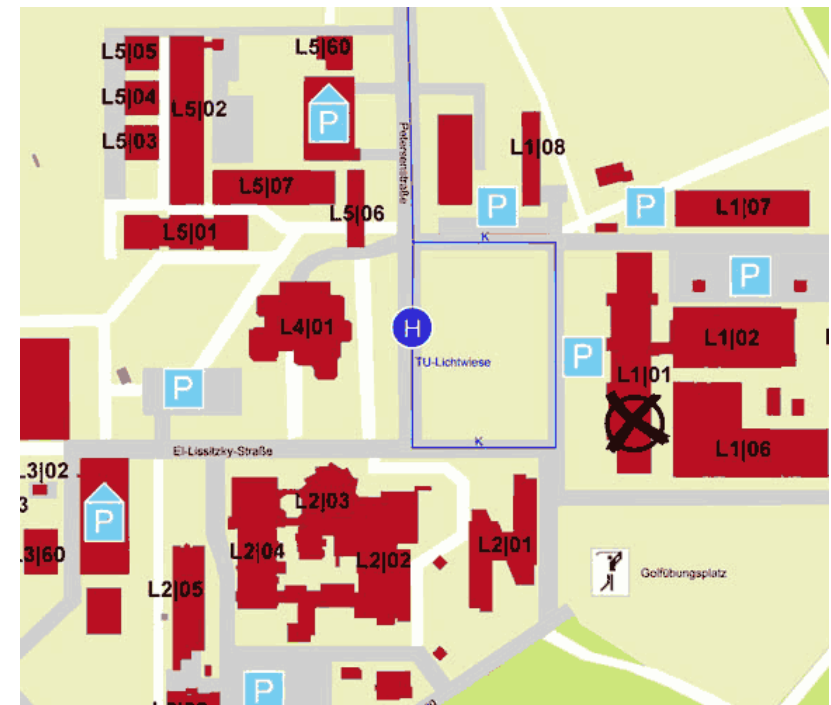 L5|05
L5|60
L5|04
L5|02
P
L5|03
Petersenstraße
L1|08
L5|07
L5|06
P
P
L1|07
L5|01
K
P
L4|01
H
TU-Lichtwiese
P
L1|02
L1|01
P
K
L1|06
El-Lissitzky-Straße
L3|02
3
P
L2|03
L2|04
L2|01
L2|02
L3|60
L2|05
Golfübungsplatz
P